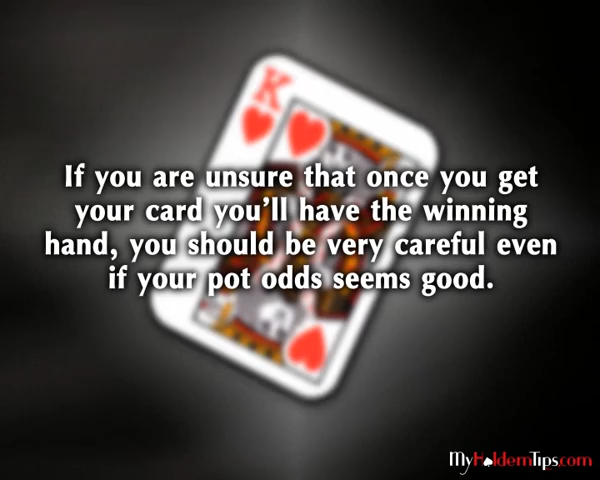 K
If you are unsure that once you get
your card you'll have the winning
hand, you should be very careful even
if your pot odds seems good.
MyHoldemTips.com